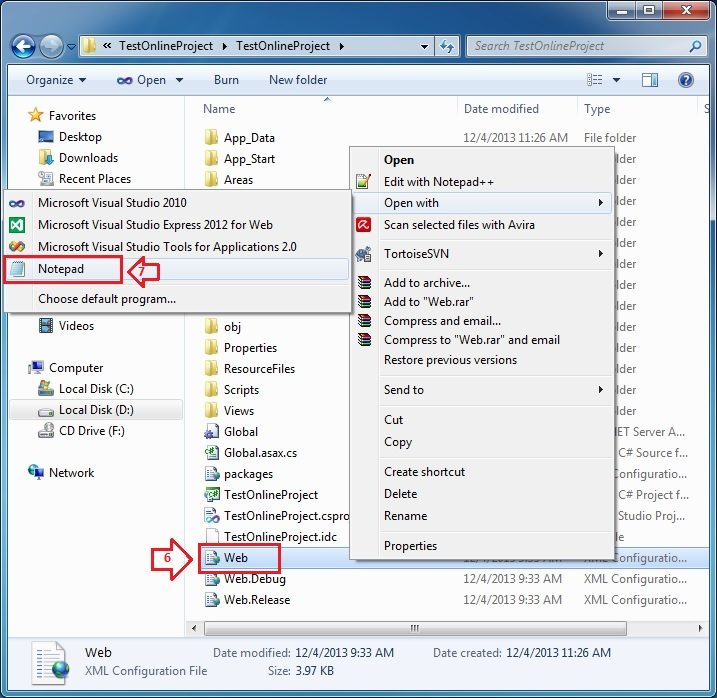 « TestOnlineProject TestOnlineProject
Search TestOnlineProject
Organize Open Burn New folder
Name Date modified Type S
Favorites
Desktop
Downloads
Recent Places
App_Data 12/4/2013 11:26 AM File folder
App_Start lder
Areas lder
Open
Edit with Notepad++
Open with
Scan selected files with Avira
TortoiseSVN
Add to archive...
Add to "Web.rar"
Compress and email...
Compress to "Web.rar" and email
Restore previous versions
Send to
Cut
Copy
Create shortcut
Delete
Rename
Properties
Microsoft Visual Studio 2010
Microsoft Visual Studio Express 2012 for Web
Microsoft Visual Studio Tools for Applications 2.0
Notepad
7
Choose default program...
lder
lder
lder
lder
lder
lder
lder
Videos
Computer
Local Disk (C:)
Local Disk (D:)
CD Drive (F:)
Network
obj lder
Properties lder
ResourceFiles lder
Scripts lder
Views lder
Global .NET Server A...
Global.asax.cs C# Source f...
packages Configuratio...
TestOnlineProject C# Project f...
TestOnlineProject.cspro Studio Proj...
TestOnlineProject.idc le
6
Web 12/4/2013 9:33 AM XML Configuratio...
Web.Debug 12/4/2013 9:33 AM XML Configuratio...
Web.Release 12/4/2013 9:33 AM XML Configuratio...
Web Date modified: 12/4/2013 9:33 AM Date created: 12/4/2013 11:26 AM
XML Configuration File Size: 3.97 KB